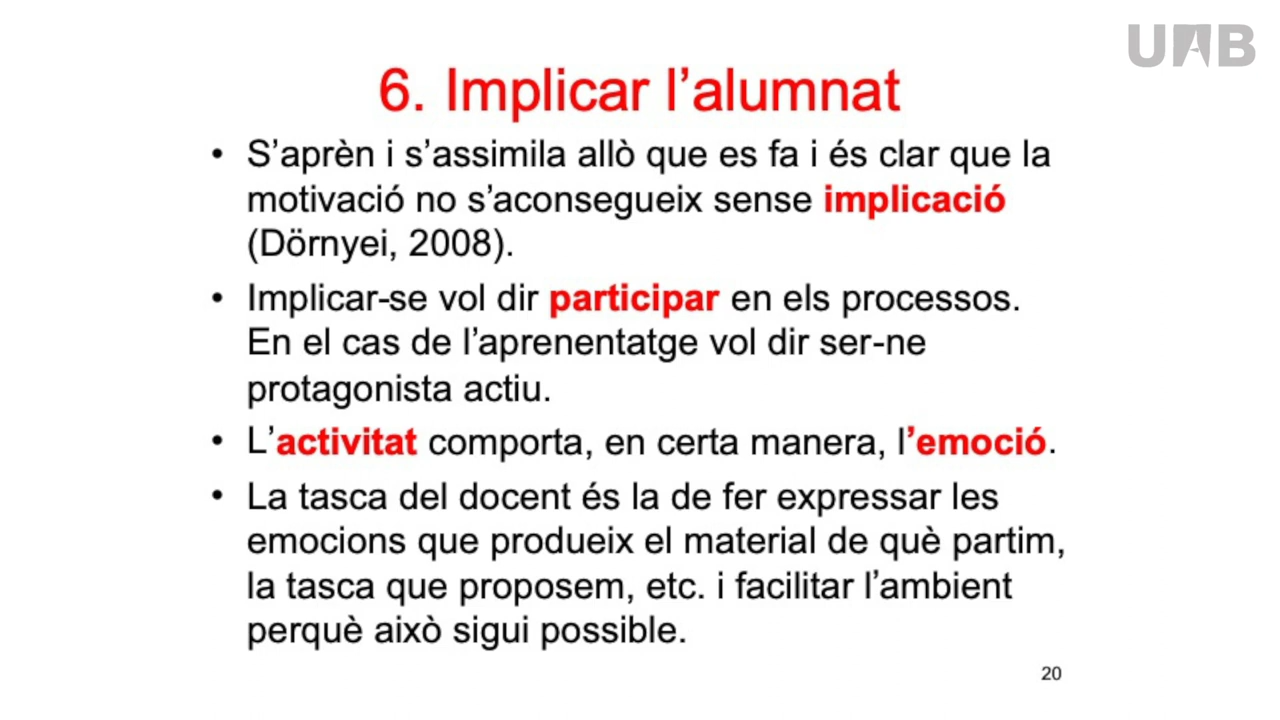 UAB
6. Implicar l’alumnat
• S’aprèn i s’assimila allò que es fa i és clar que la
motivació no s’aconsegueix sense implicació
(Dörnyei, 2008).
• Implicar-se vol dir participar en els processos.
En el cas de l’aprenentatge vol dir ser-ne
protagonista actiu.
• L’activitat comporta, en certa manera, l’emoció.
• La tasca del docent és la de fer expressar les
emocions que produeix el material de què partim,
la tasca que proposem, etc. i facilitar l’ambient
perquè això sigui possible.
20